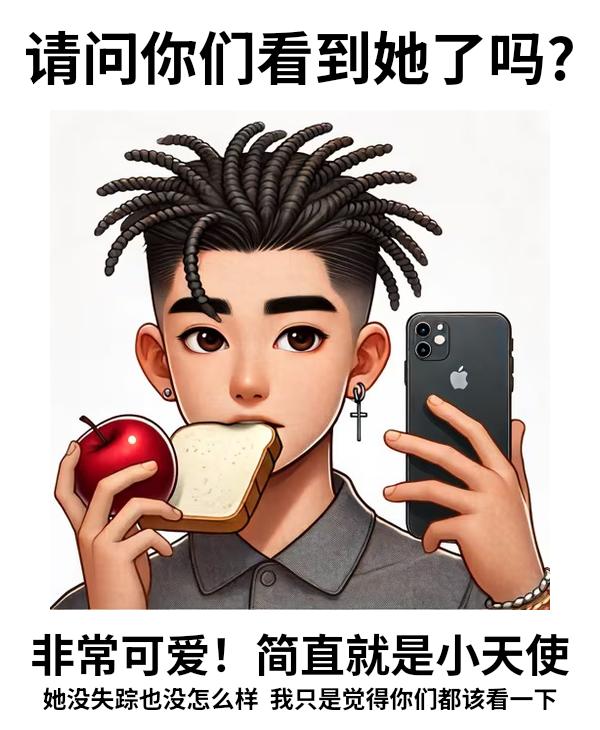 请问你们看到她了吗?
非常可爱！简直就是小天使
她没失踪也没怎么样 我只是觉得你们都该看一下